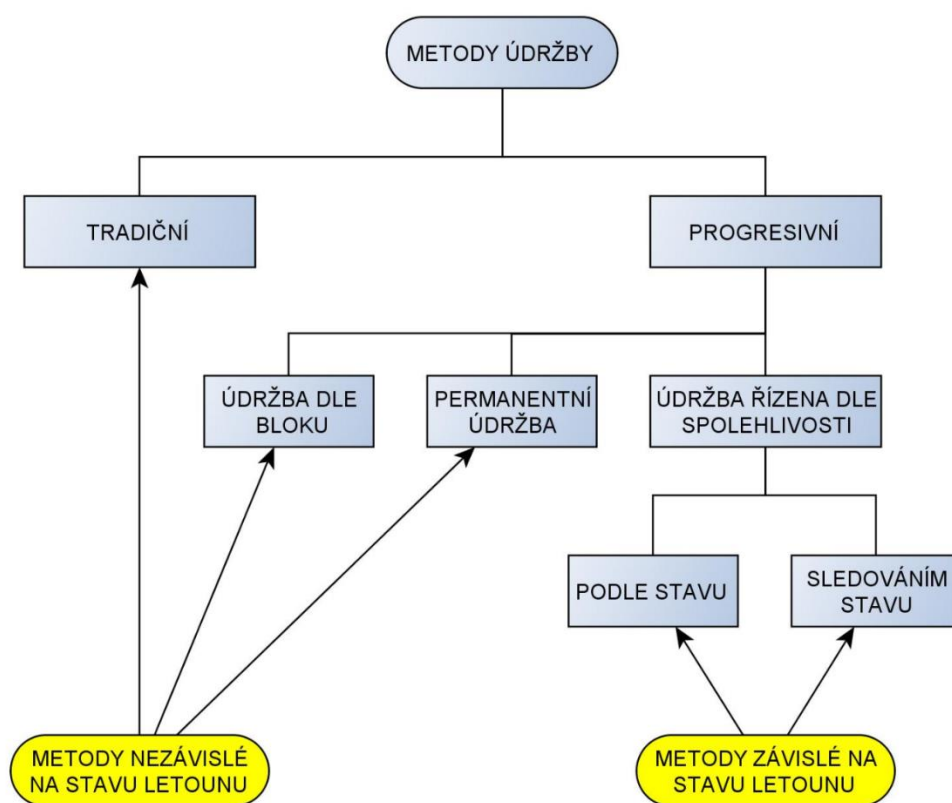 METODY ÚDRŽBY
TRADIČNÍ
PROGRESIVNÍ
ÚDRŽBA DLE
BLOKU
PERMANENTNÍ
ÚDRŽBA
ÚDRŽBA ŘÍZENA DLE
SPOLEHLIVOSTI
PODLE STAVU
SLEDOVÁNÍM
STAVU
METODY NEZÁVISLÉ
NA STAVU LETOUNU
METODY ZÁVISLÉ NA
STAVU LETOUNU